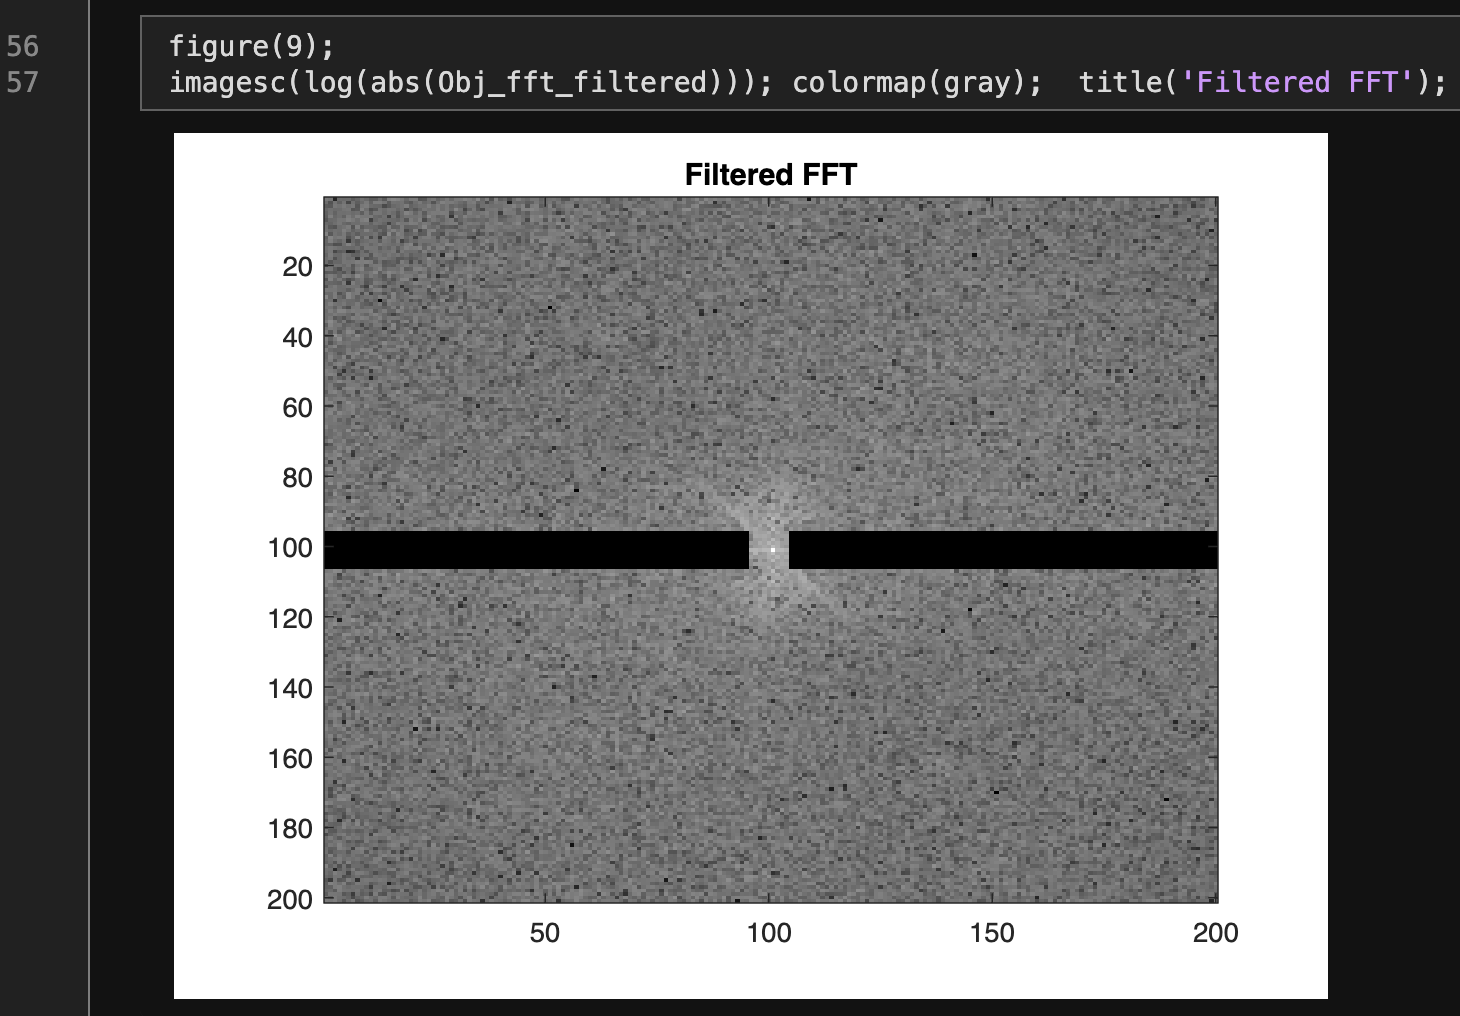 56 figure(9);
57 imagesc(log(abs(Obj_fft_filtered))); colormap(gray);  title('Filtered FFT');
Filtered FFT
20
40
60
80
100
120
140
160
180
200
50 100 150 200